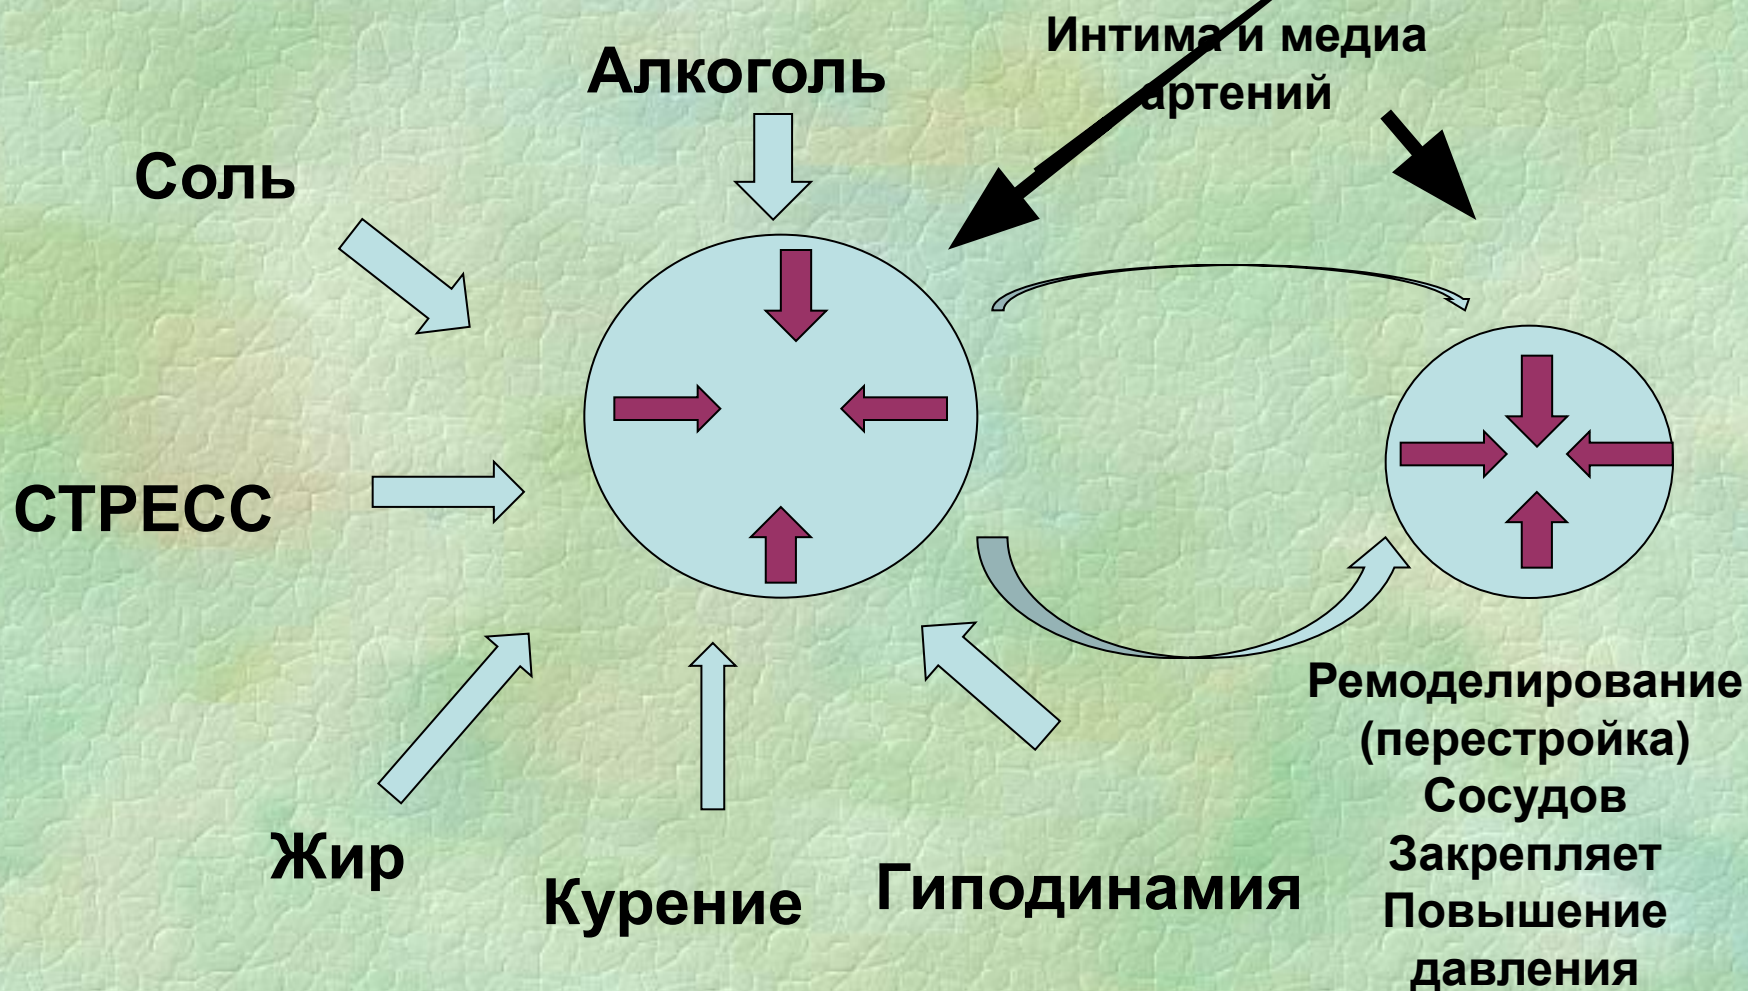 Интима и медиа
артений
Алкоголь
Соль
СТРЕСС
Жир
Курение
Гиподинамия
Ремоделирование
(перестройка)
Сосудов
Закрепляет
Повышение
давления